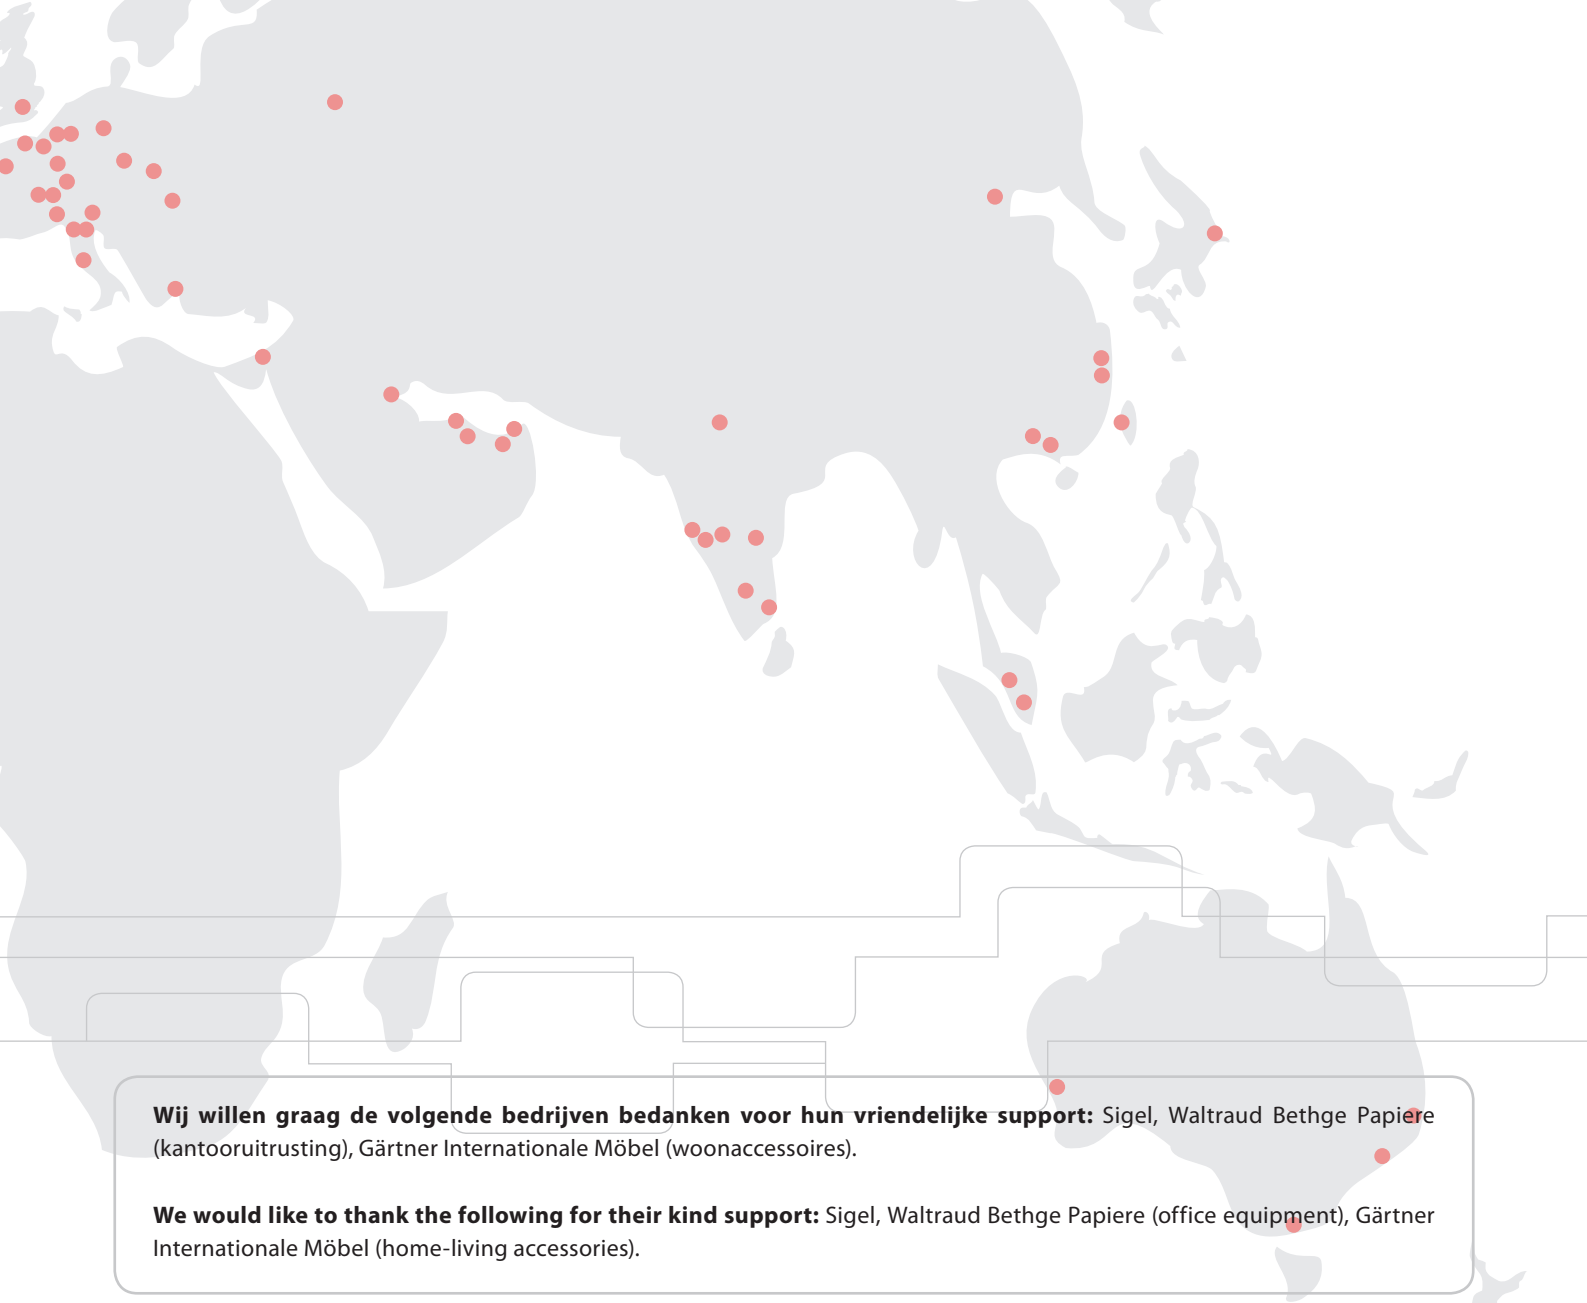 Wij willen graag de volgende bedrijven bedanken voor hun vriendelijke support: Sigel, Waltraud Bethge Papiere
(kantooruitrusting), Gärtner Internationale Möbel (woonaccessoires).
We would like to thank the following for their kind support: Sigel, Waltraud Bethge Papiere (office equipment), Gärtner
Internationale Möbel (home-living accessories).